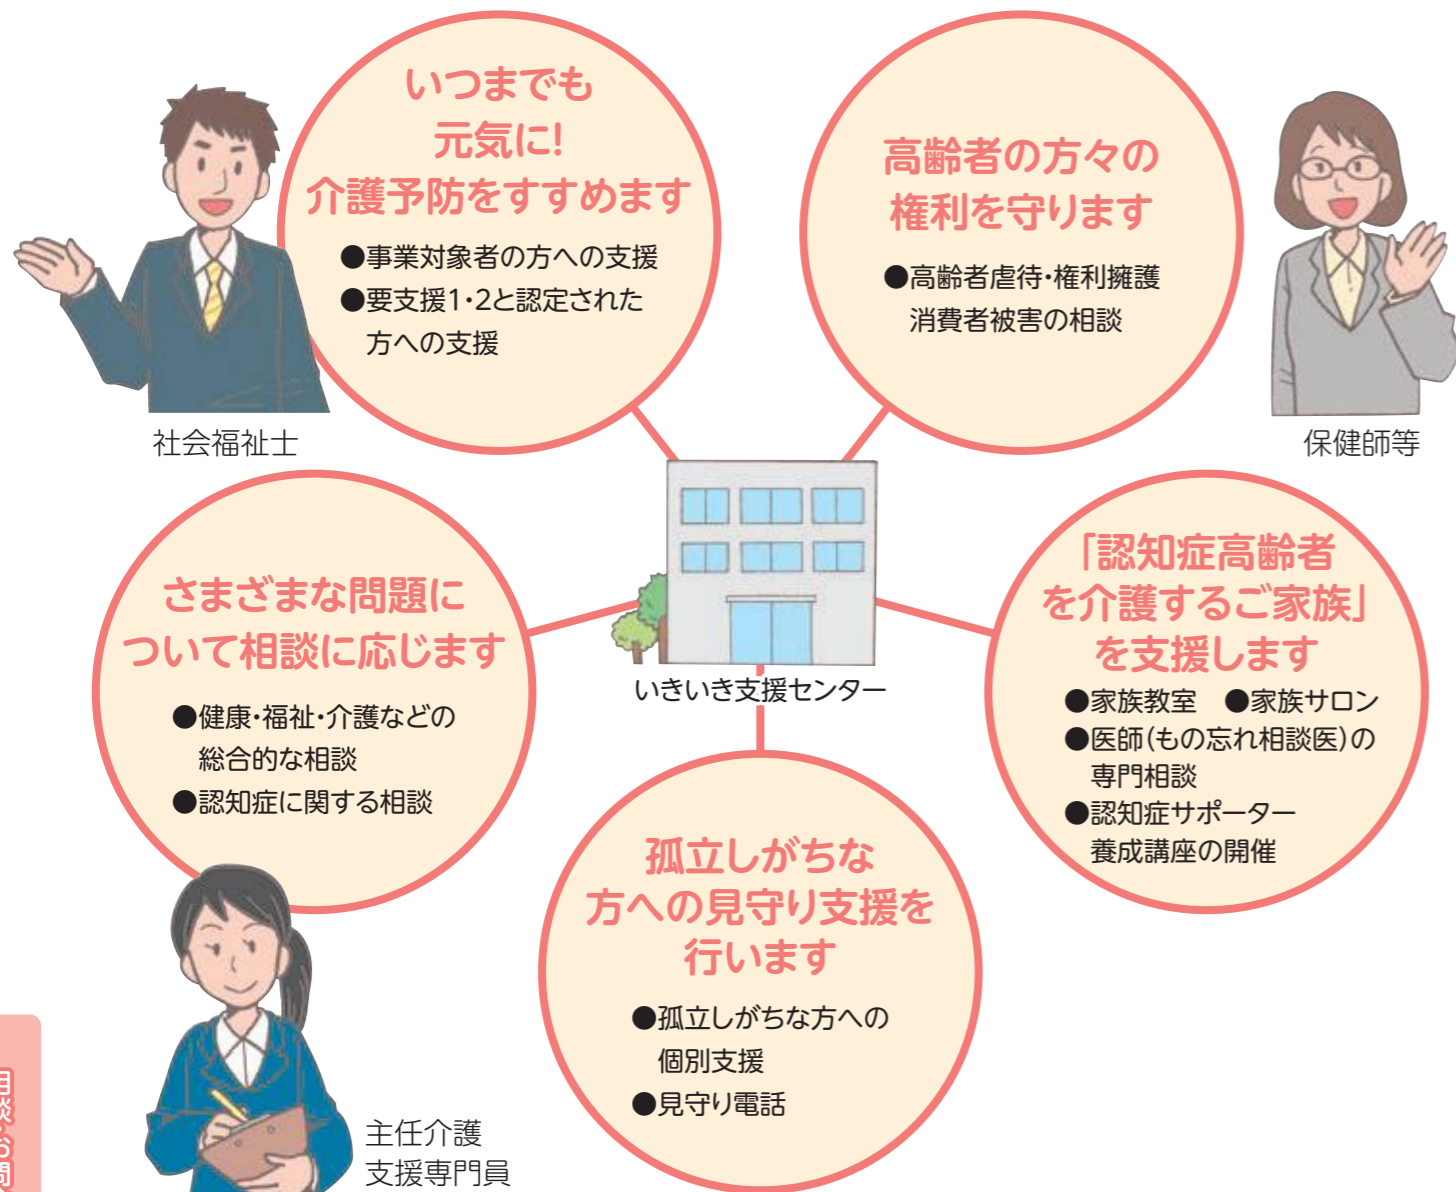 いつまでも
元気に!
介護予防をすすめます
●事業対象者の方への支援
●要支援1・2と認定された
方への支援
高齢者の方々の
権利を守ります
●高齢者虐待・権利擁護
消費者被害の相談
社会福祉士
保健師等
さまざまな問題に
ついて相談に応じます
●健康・福祉・介護などの
総合的な相談
●認知症に関する相談
いきいき支援センター
「認知症高齢者
を介護するご家族」
を支援します
●家族教室 ●家族サロン
●医師(もの忘れ相談医)の
専門相談
●認知症サポーター
養成講座の開催
孤立しがちな
方への見守り支援を
行います
●孤立しがちな方への
個別支援
●見守り電話
主任介護
支援専門員
相談・お問